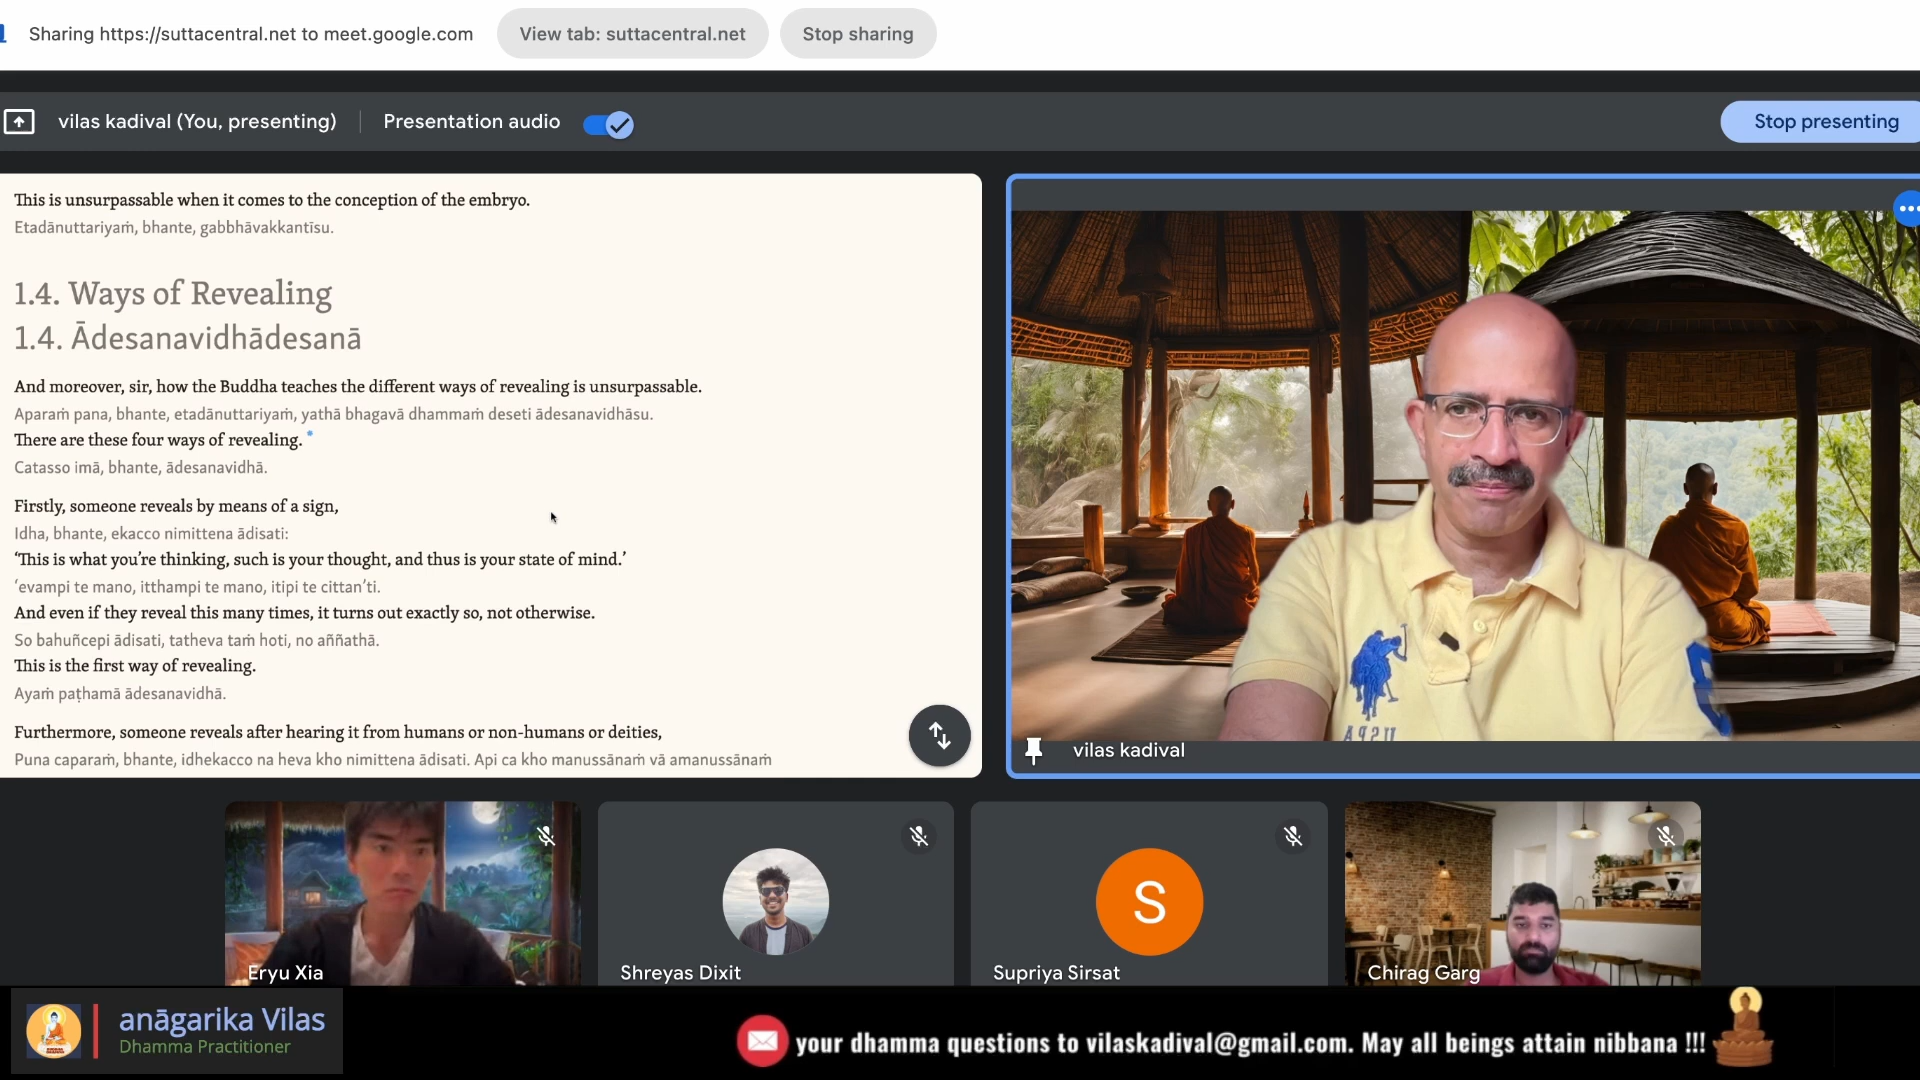 Sharing https://suttacentral.net to meet.google.com
View tab: suttacentral.net
Stop sharing
vilas kadival (You, presenting)
Presentation audio
Stop presenting
This is unsurpassable when it comes to the conception of the embryo.
Etadānuttariyaṁ, bhante, gabbhāvakkantīsu.
1.4. Ways of Revealing
1.4. Ādesanavidhādesanā
And moreover, sir, how the Buddha teaches the different ways of revealing is unsurpassable.
Aparaṁ pana, bhante, etadānuttariyaṁ, yathā bhagavā dhammaṁ deseti ādesanavidhāsu.
There are these four ways of revealing.
Catasso imā, bhante, ādesanavidhā.
Firstly, someone reveals by means of a sign,
Idha, bhante, ekacco nimittena ādisati:
‘This is what you’re thinking, such is your thought, and thus is your state of mind.’
‘evampi te mano, itthampi te mano, itipi te cittan’ti.
And even if they reveal this many times, it turns out exactly so, not otherwise.
So bahuñcepi ādisati, tatheva taṁ hoti, no aññathā.
This is the first way of revealing.
Ayaṁ paṭhamā ādesanavidhā.
Furthermore, someone reveals after hearing it from humans or non-humans or deities,
Puna caparaṁ, bhante, idhekacco na heva kho nimittena ādisati. Api ca kho manussānaṁ vā amanussānaṁ
vilas kadival
Eryu Xia
Shreyas Dixit
S
Supriya Sirsat
Chirag Garg
anāgarika Vilas
Dhamma Practitioner
your dhamma questions to vilaskadival@gmail.com. May all beings attain nibbana !!!